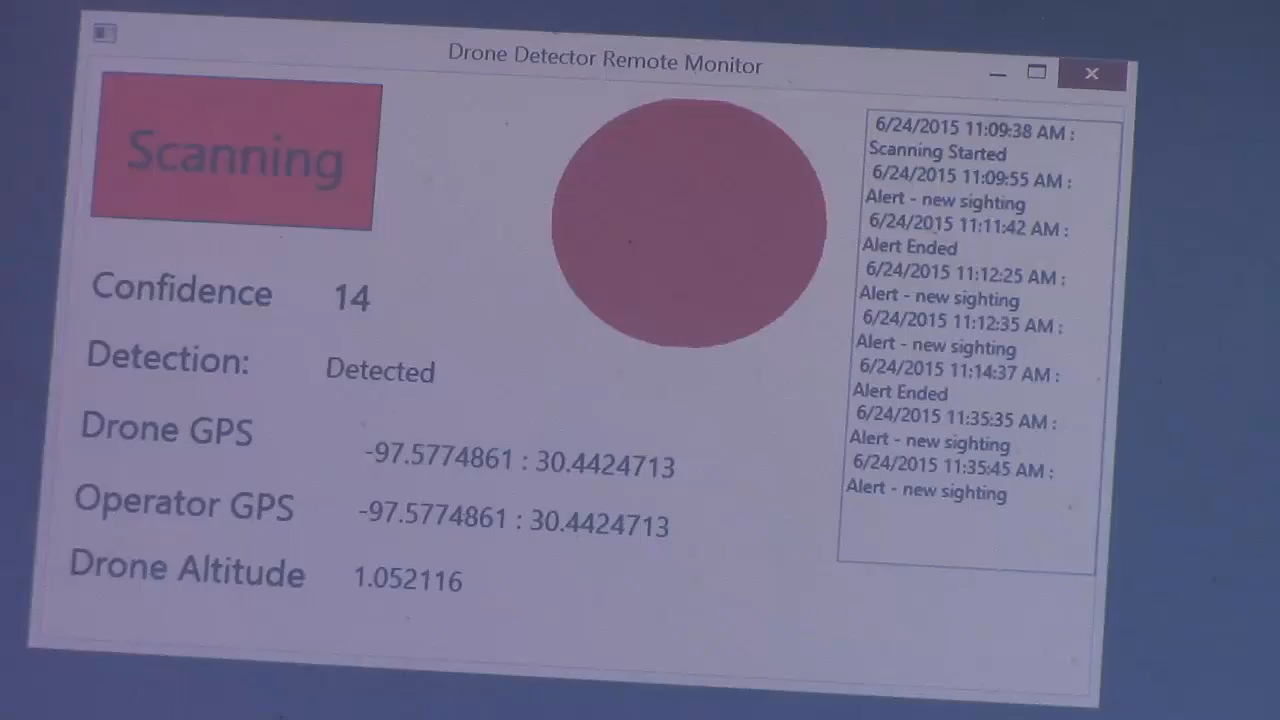 Drone Detector Remote Monitor
Scanning
Confidence 14
Detection: Detected
Drone GPS -97.5774861 : 30.4424713
Operator GPS -97.5774861 : 30.4424713
Drone Altitude 1.052116
6/24/2015 11:09:38 AM :
Scanning Started
6/24/2015 11:09:55 AM :
Alert - new sighting
6/24/2015 11:11:42 AM :
Alert Ended
6/24/2015 11:12:25 AM :
Alert - new sighting
6/24/2015 11:12:35 AM :
Alert - new sighting
6/24/2015 11:14:37 AM :
Alert Ended
6/24/2015 11:35:35 AM :
Alert - new sighting
6/24/2015 11:35:45 AM :
Alert - new sighting